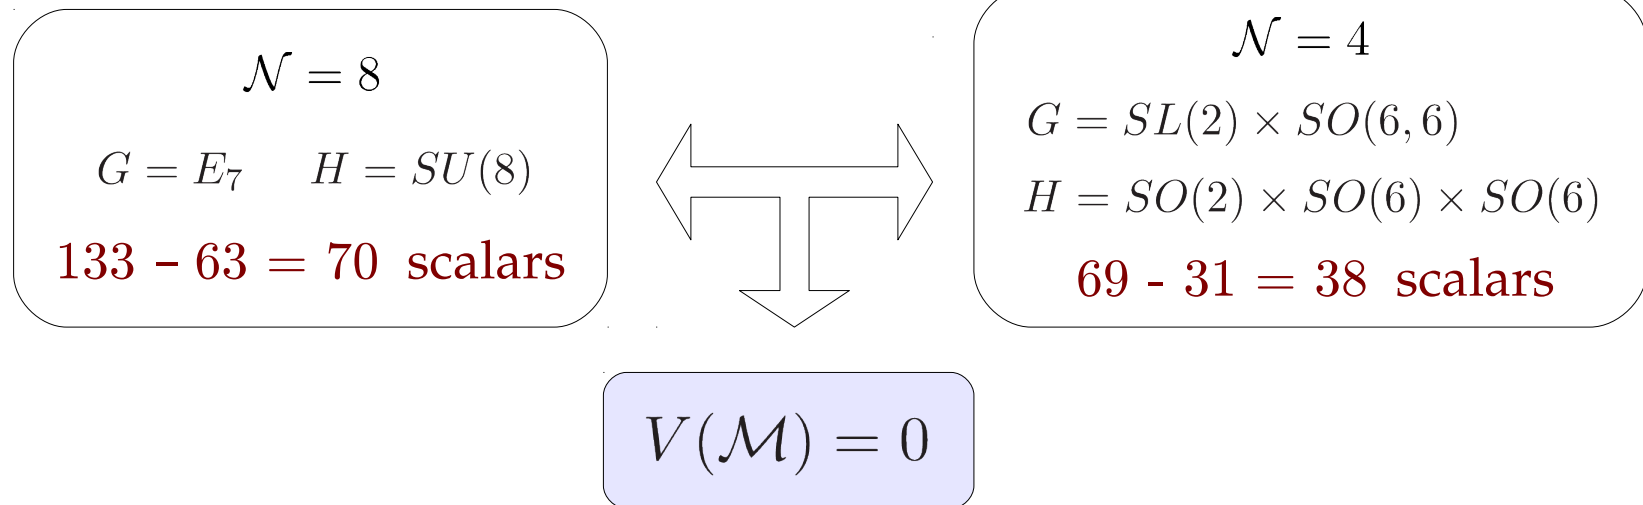 𝒩 = 8
G = E₇    H = SU(8)
133 – 63 = 70 scalars
𝒩 = 4
G = SL(2) × SO(6, 6)
H = SO(2) × SO(6) × SO(6)
69 - 31 = 38 scalars
V(ℳ) = 0